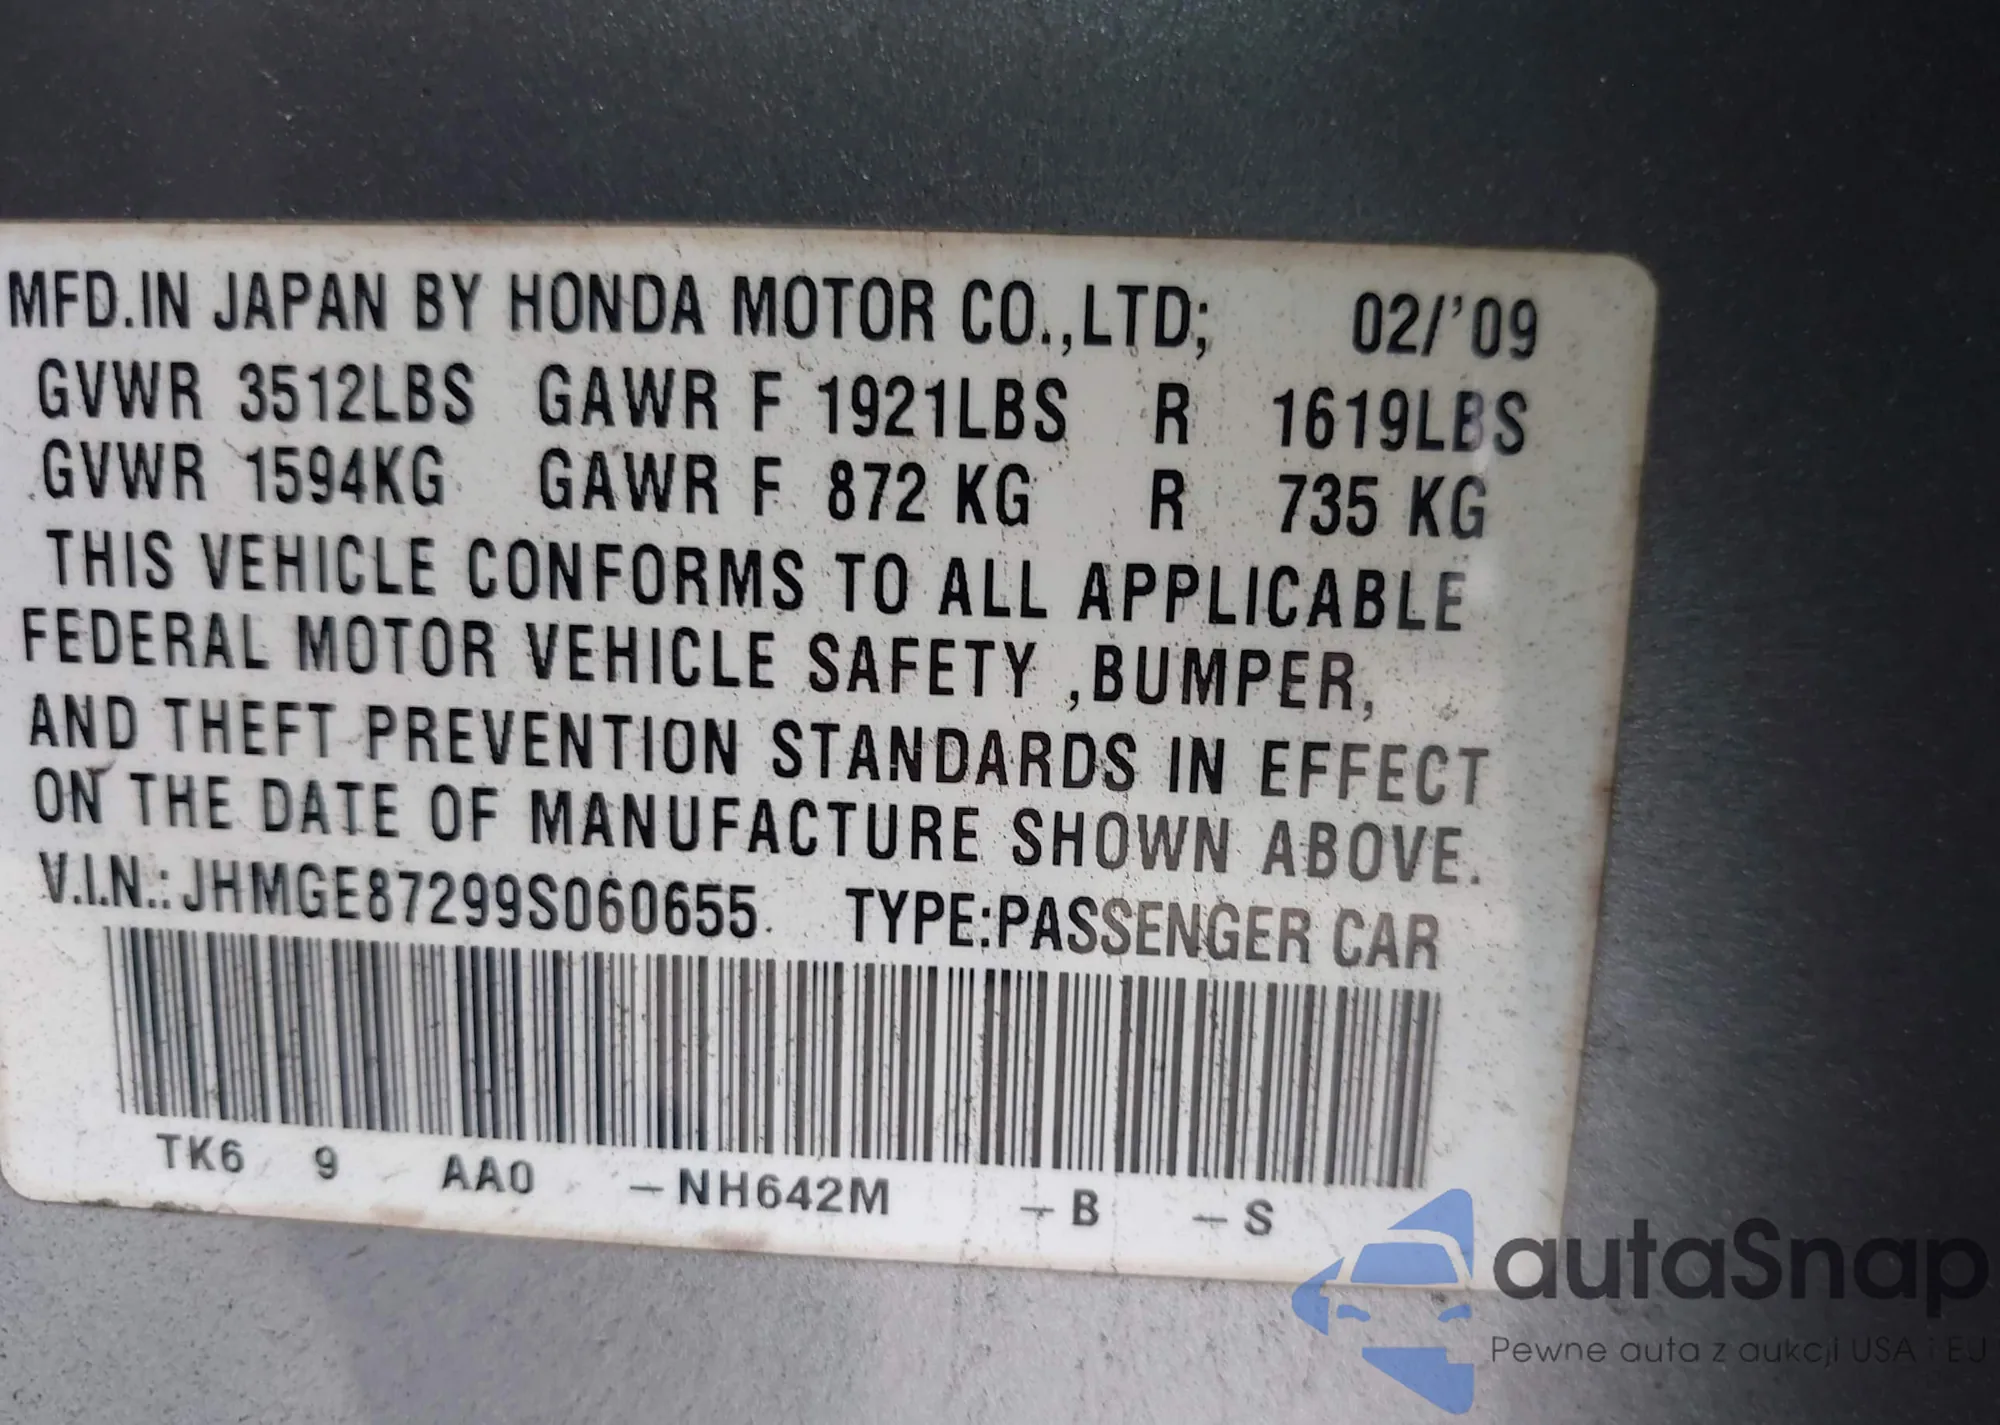 MFD.IN JAPAN BY HONDA MOTOR CO.,LTD; 02/'09
GVWR 3512LBS GAWR F 1921LBS R 1619LBS
GVWR 1594KG GAWR F 872 KG R 735 KG
THIS VEHICLE CONFORMS TO ALL APPLICABLE
FEDERAL MOTOR VEHICLE SAFETY ,BUMPER,
AND THEFT PREVENTION STANDARDS IN EFFECT
ON THE DATE OF MANUFACTURE SHOWN ABOVE.
V.I.N.:JHMGE87299S060655 TYPE:PASSENGER CAR
TK6 9 AA0 -NH642M -B -S
autaSnap
Pewne auta z aukcji USA i EU